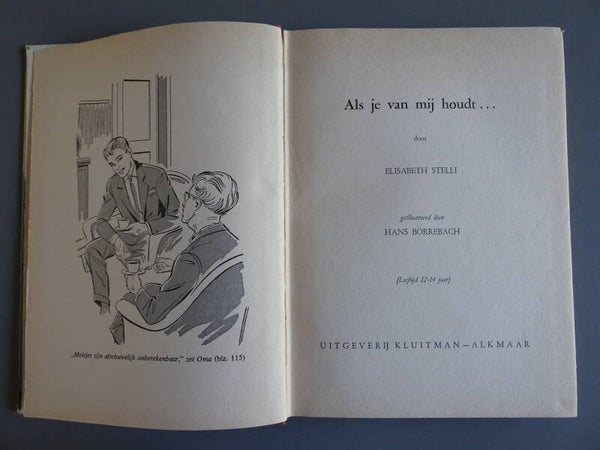 „Meisjes zijn afschuwelijk onberekenbaar,” zei Oma (blz. 115)
Als je van mij houdt...
door
ELISABETH STELLI
geïllustreerd door
HANS BORREBACH
(Leeftijd 12-14 jaar)
UITGEVERIJ KLUITMAN – ALKMAAR